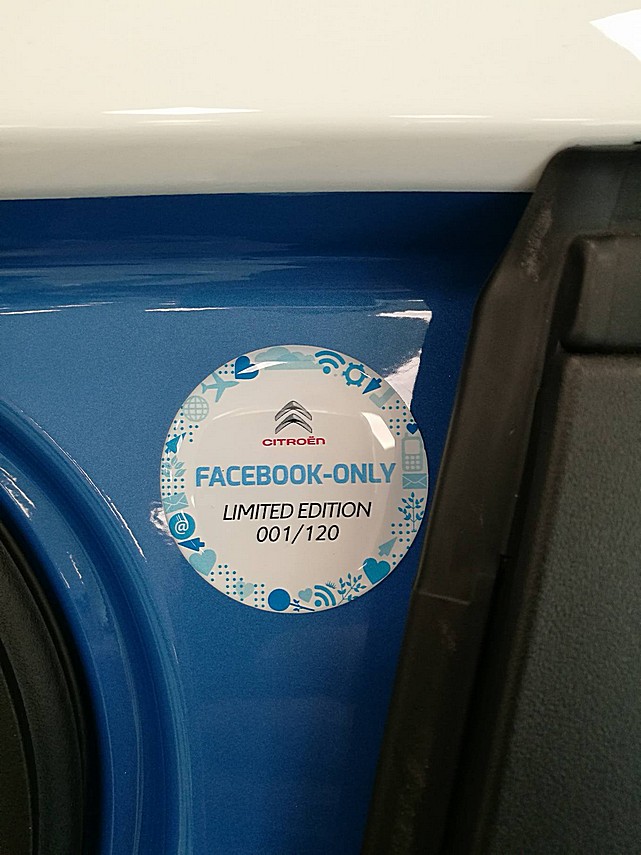 CITROËN
FACEBOOK-ONLY
LIMITED EDITION
001/120